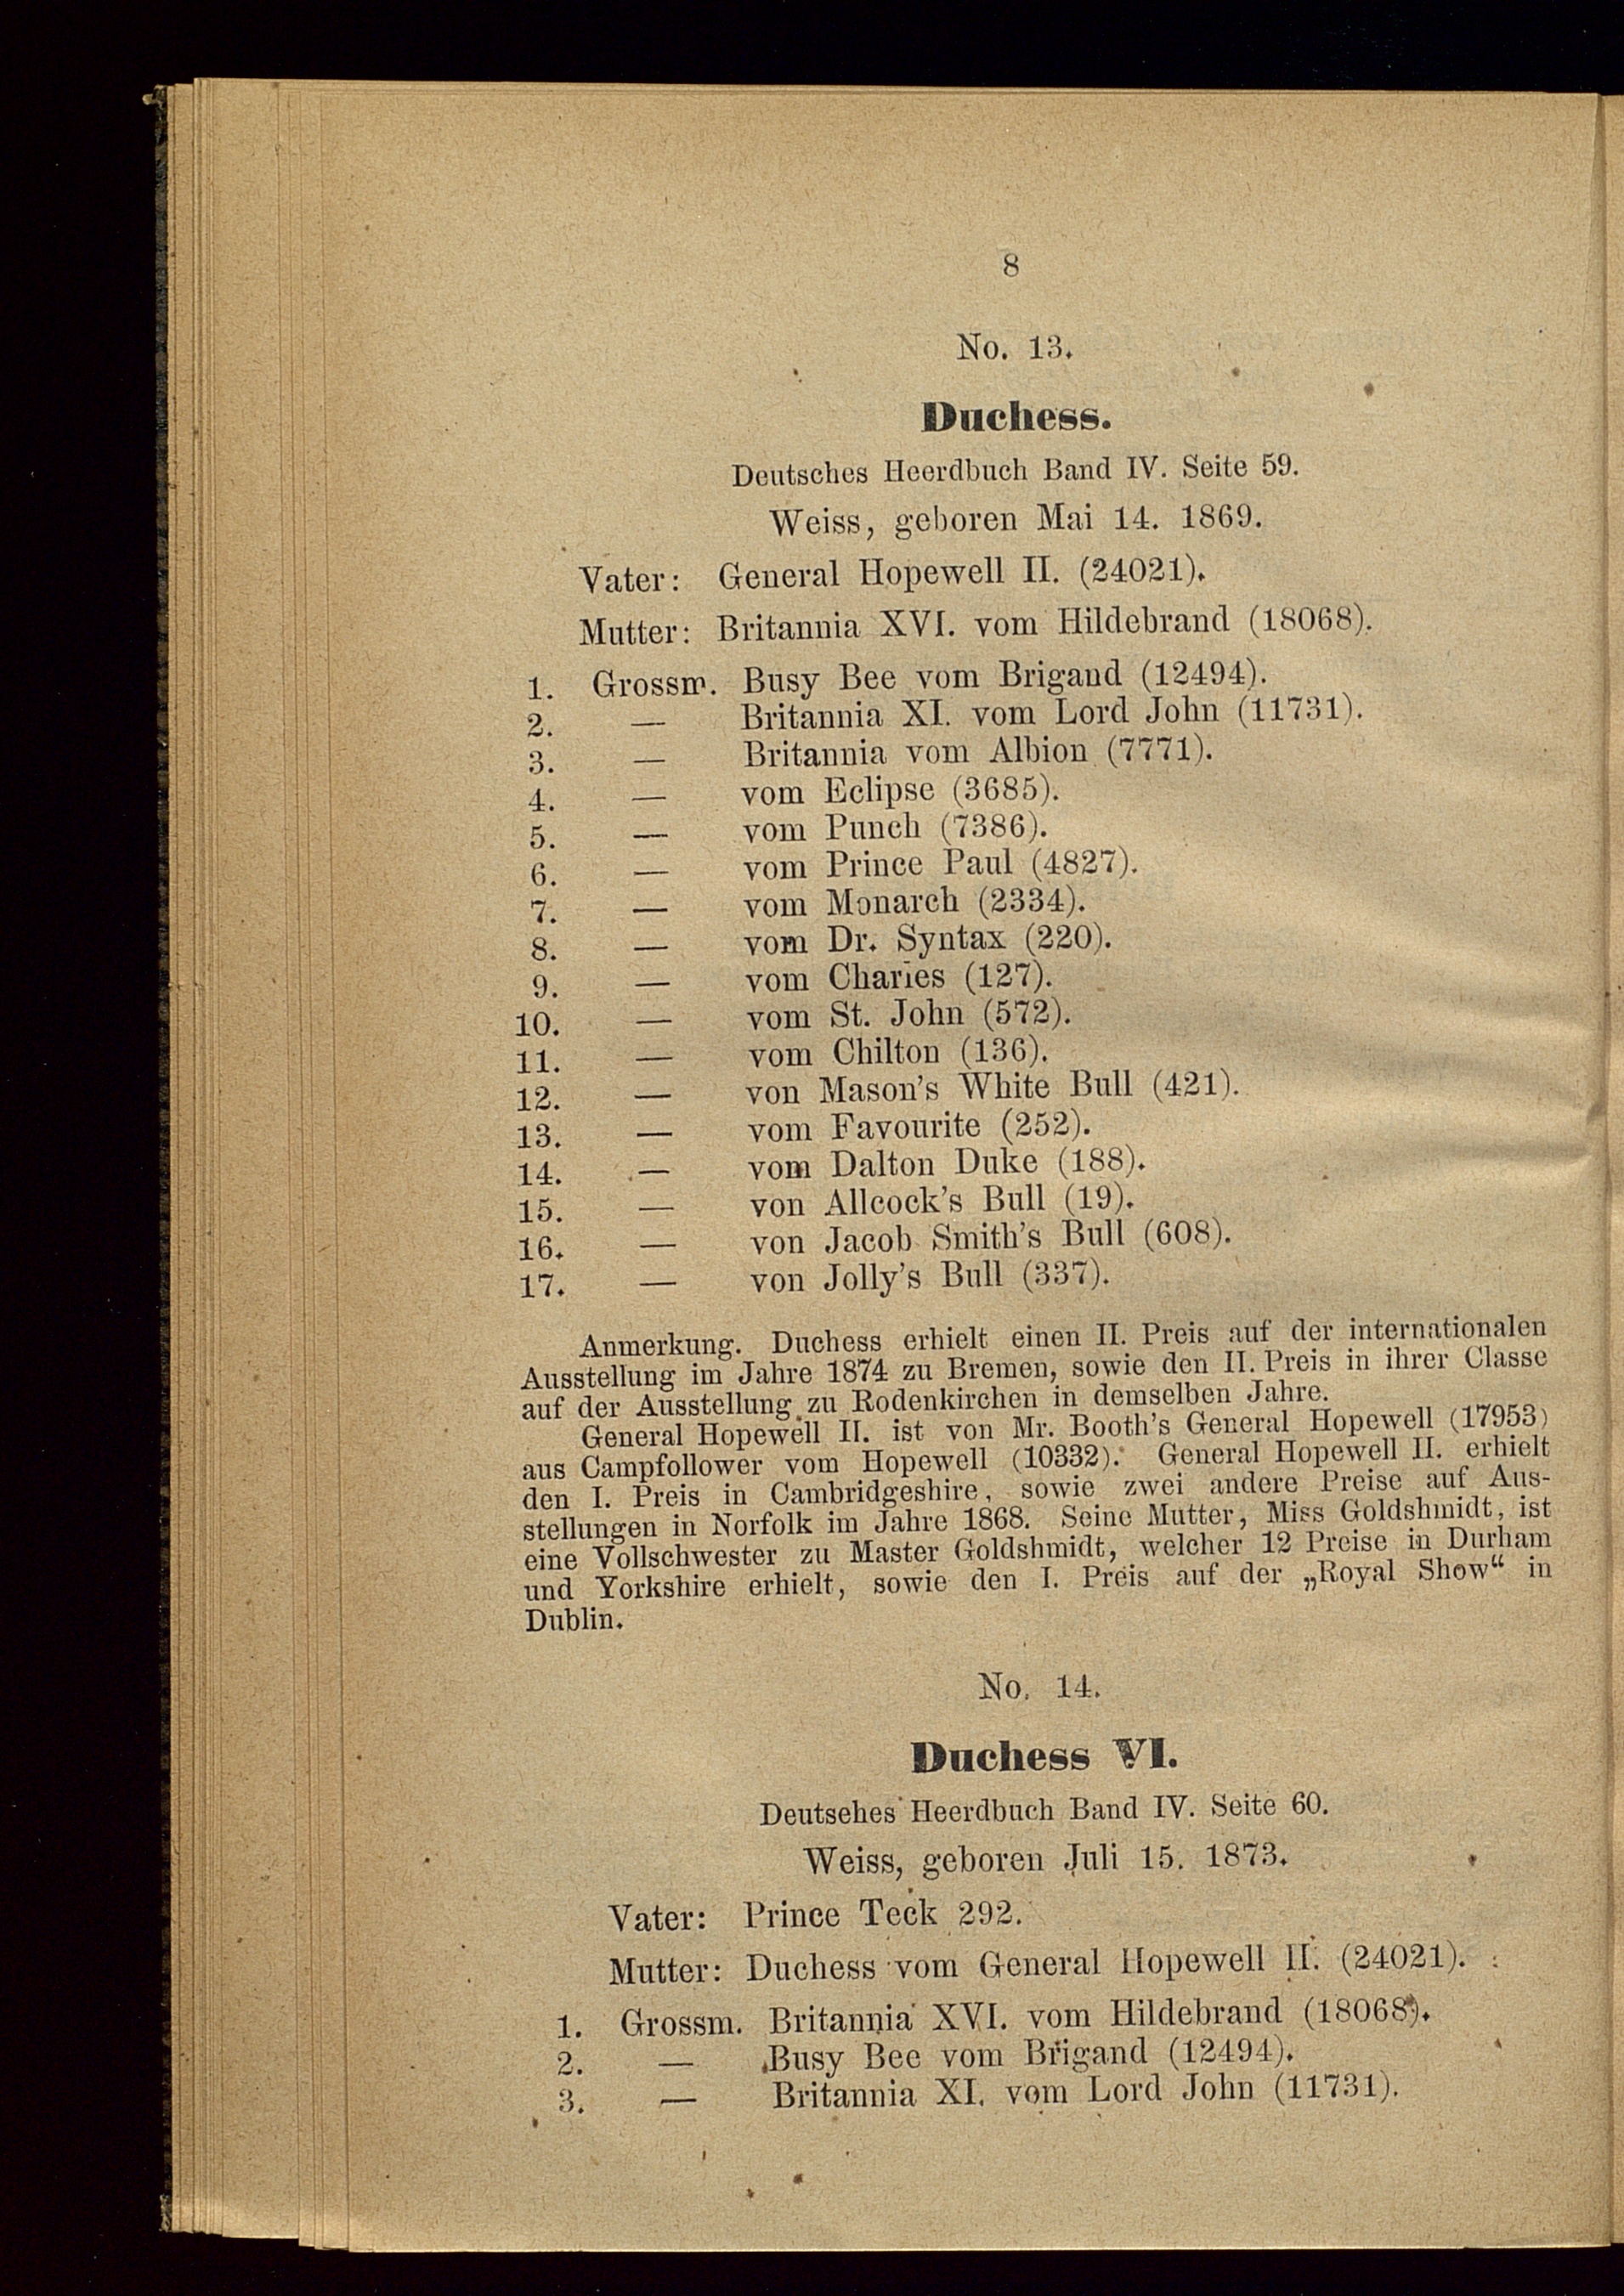 8
No. 13.
Duchess.
Deutsches Heerdbuch Band IV. Seite 59.
Weiss, geboren Mai 14. 1869.
Vater: General Hopewell II. (24021).
Mutter: Britannia XVI. vom Hildebrand (18068).
1. Grossm. Busy Bee vom Brigand (12494).
2. — Britannia XI. vom Lord John (11731).
3. — Britannia vom Albion (7771).
4. — vom Eclipse (3685).
5. — vom Punch (7386).
6. — vom Prince Paul (4827).
7. — vom Monarch (2334).
8. — vom Dr. Syntax (220).
9. — vom Charles (127).
10. — vom St. John (572).
11. — vom Chilton (136).
12. — von Mason's White Bull (421).
13. — vom Favourite (252).
14. — vom Dalton Duke (188).
15. — von Allcock's Bull (19).
16. — von Jacob Smith's Bull (608).
17. — von Jolly's Bull (337).
Anmerkung. Duchess erhielt einen II. Preis auf der internationalen
Ausstellung im Jahre 1874 zu Bremen, sowie den II. Preis in ihrer Classe
auf der Ausstellung zu Rodenkirchen in demselben Jahre.
General Hopewell II. ist von Mr. Booth's General Hopewell (17953)
aus Campfollower vom Hopewell (10332). General Hopewell II. erhielt
den I. Preis in Cambridgeshire, sowie zwei andere Preise auf Aus-
stellungen in Norfolk im Jahre 1868. Seine Mutter, Miss Goldshmidt, ist
eine Vollschwester zu Master Goldshmidt, welcher 12 Preise in Durham
und Yorkshire erhielt, sowie den I. Preis auf der „Royal Show“ in
Dublin.
No. 14.
Duchess VI.
Deutsehes Heerdbuch Band IV. Seite 60.
Weiss, geboren Juli 15. 1873.
Vater: Prince Teck 292.
Mutter: Duchess vom General Hopewell II. (24021).
1. Grossm. Britannia XVI. vom Hildebrand (18068).
2. — Busy Bee vom Brigand (12494).
3. — Britannia XI. vom Lord John (11731).